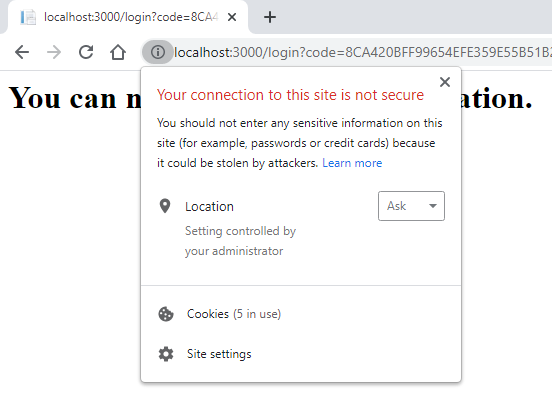 localhost:3000/login?code=8CA4
localhost:3000/login?code=8CA420BFF99654EFE359E55B51B
You can
ation.
Your connection to this site is not secure
You should not enter any sensitive information on this
site (for example, passwords or credit cards) because
it could be stolen by attackers. Learn more
Location
Ask
Setting controlled by
your administrator
Cookies (5 in use)
Site settings